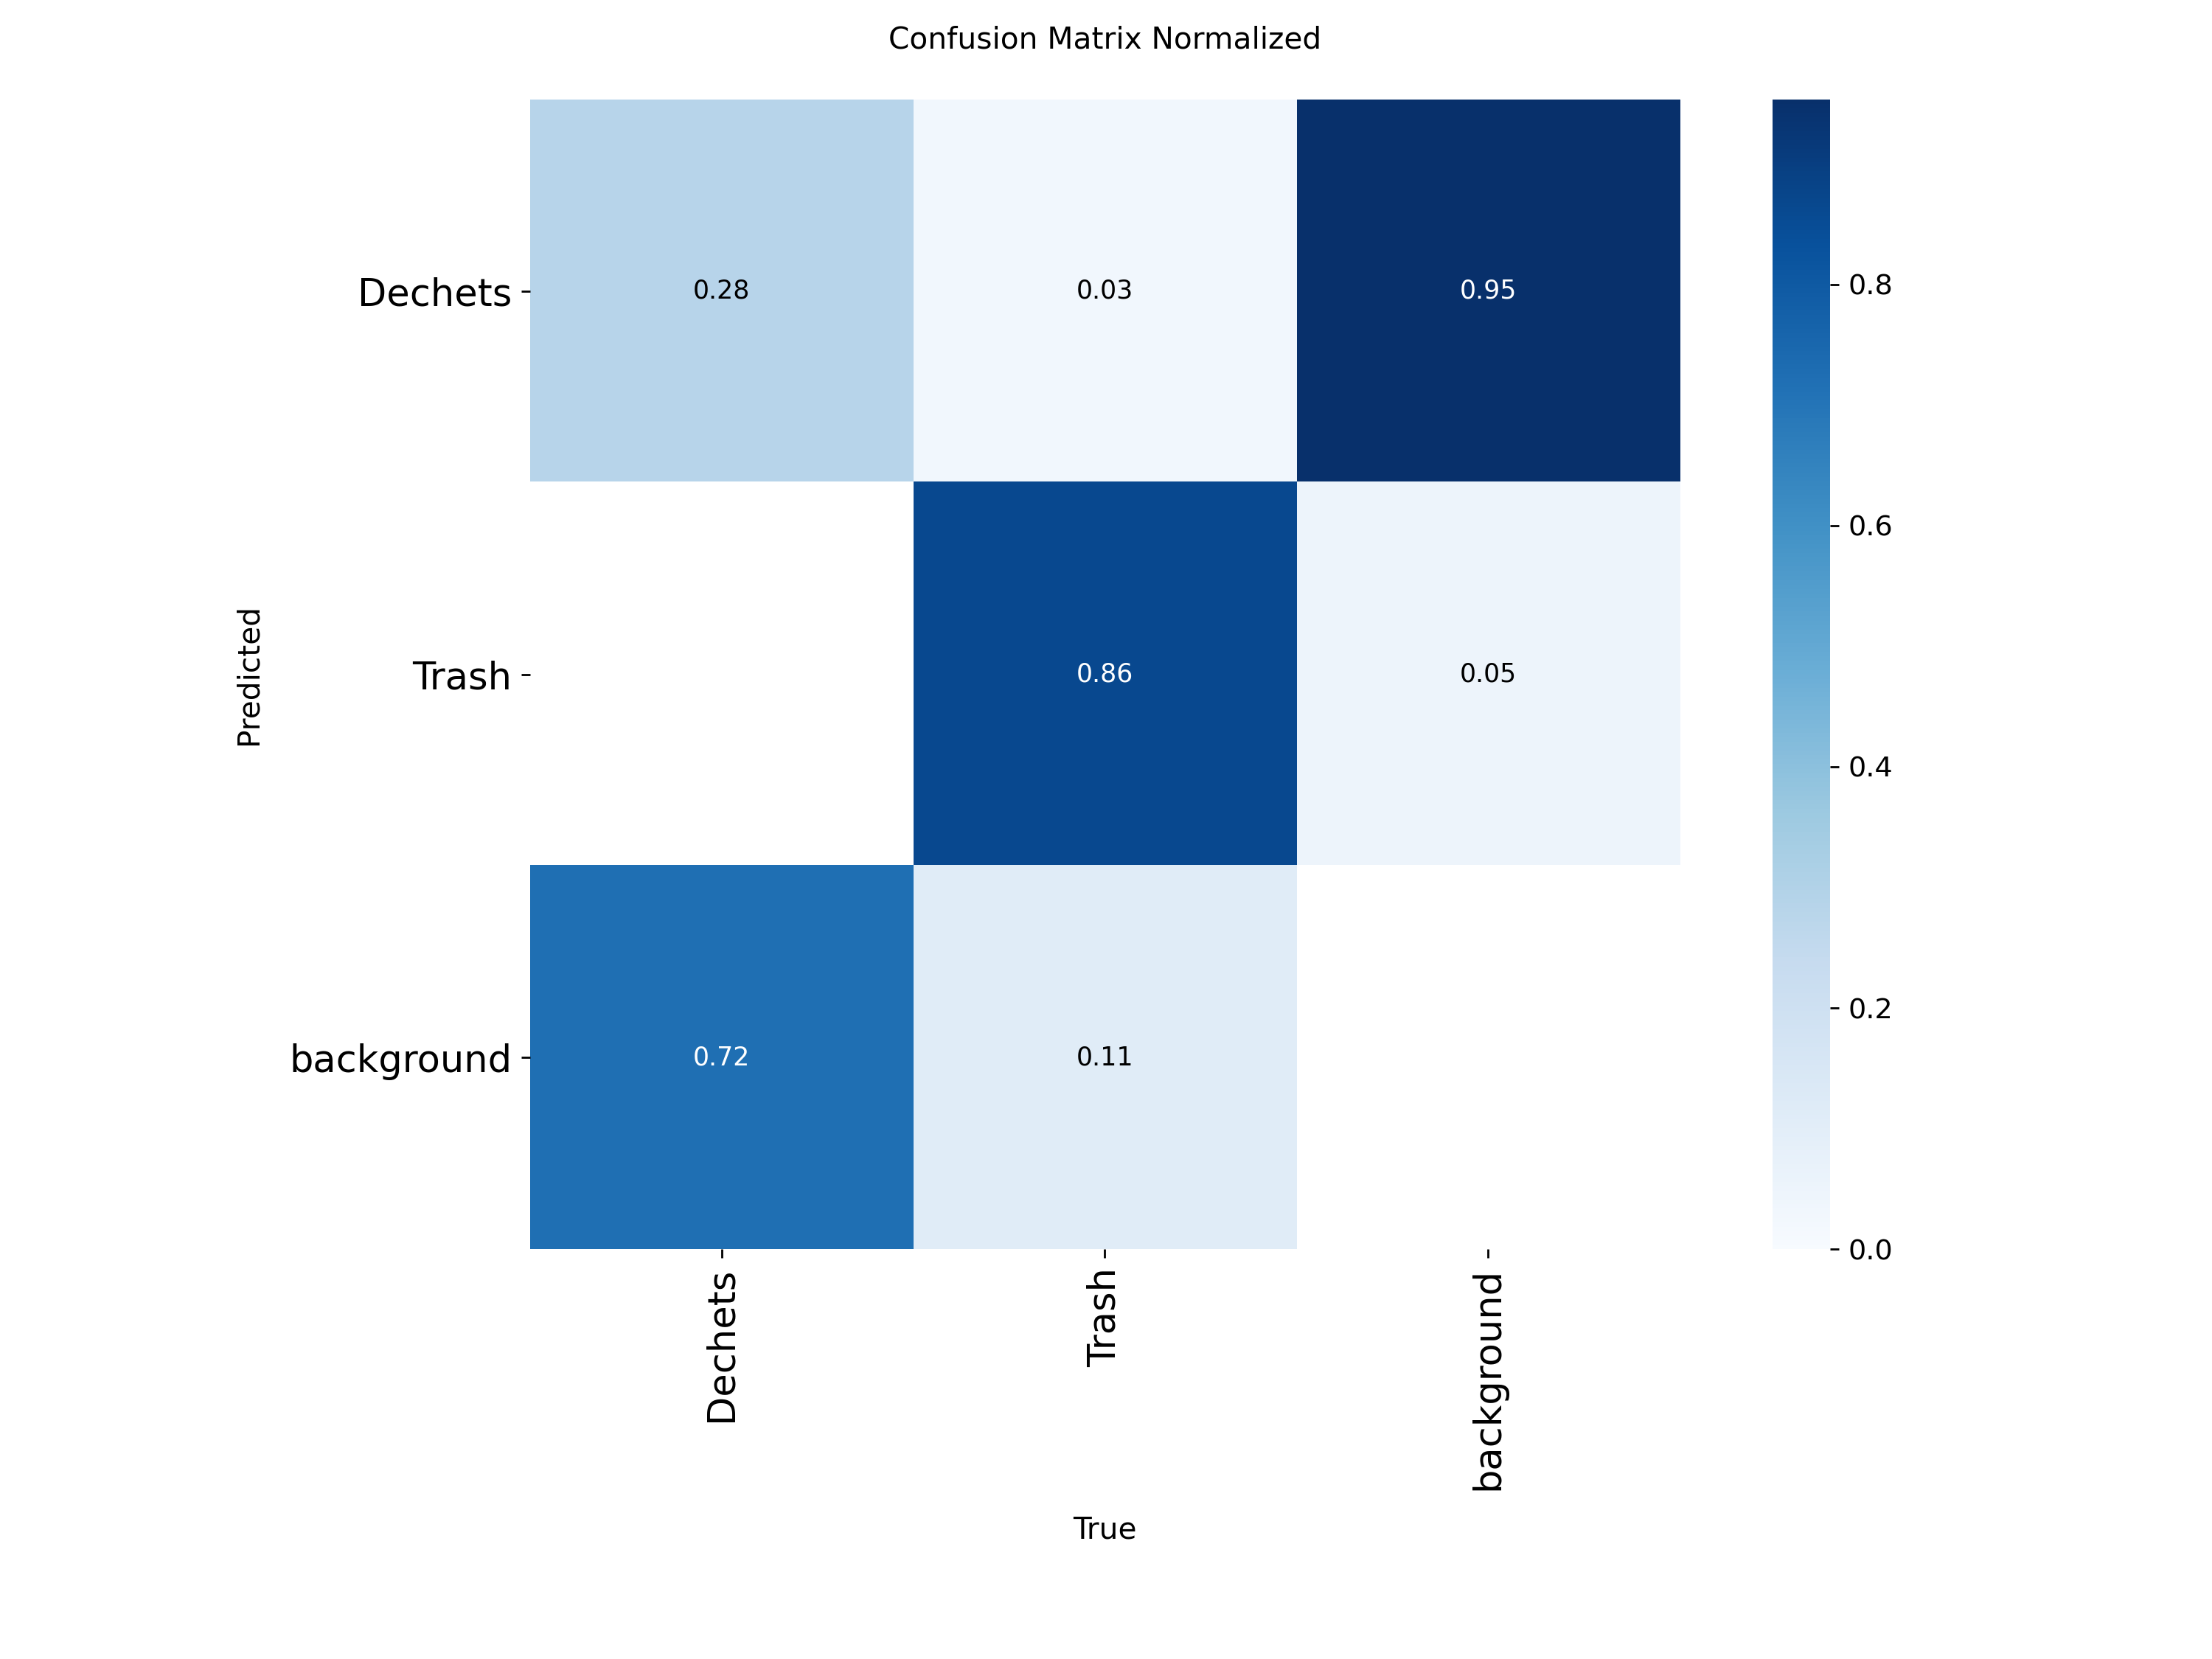 Confusion Matrix Normalized
Dechets
0.28
0.03
0.95
Trash
0.86
0.05
background
0.72
0.11
Predicted
Dechets
Trash
background
True
0.8
0.6
0.4
0.2
0.0